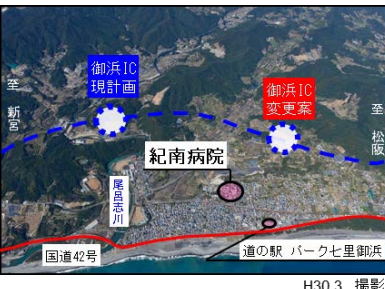 御浜IC
現計画
御浜IC
変更案
至 新宮
至 松阪
紀南病院
尾呂志川
国道42号
道の駅 パーク七里御浜
H30.3 撮影